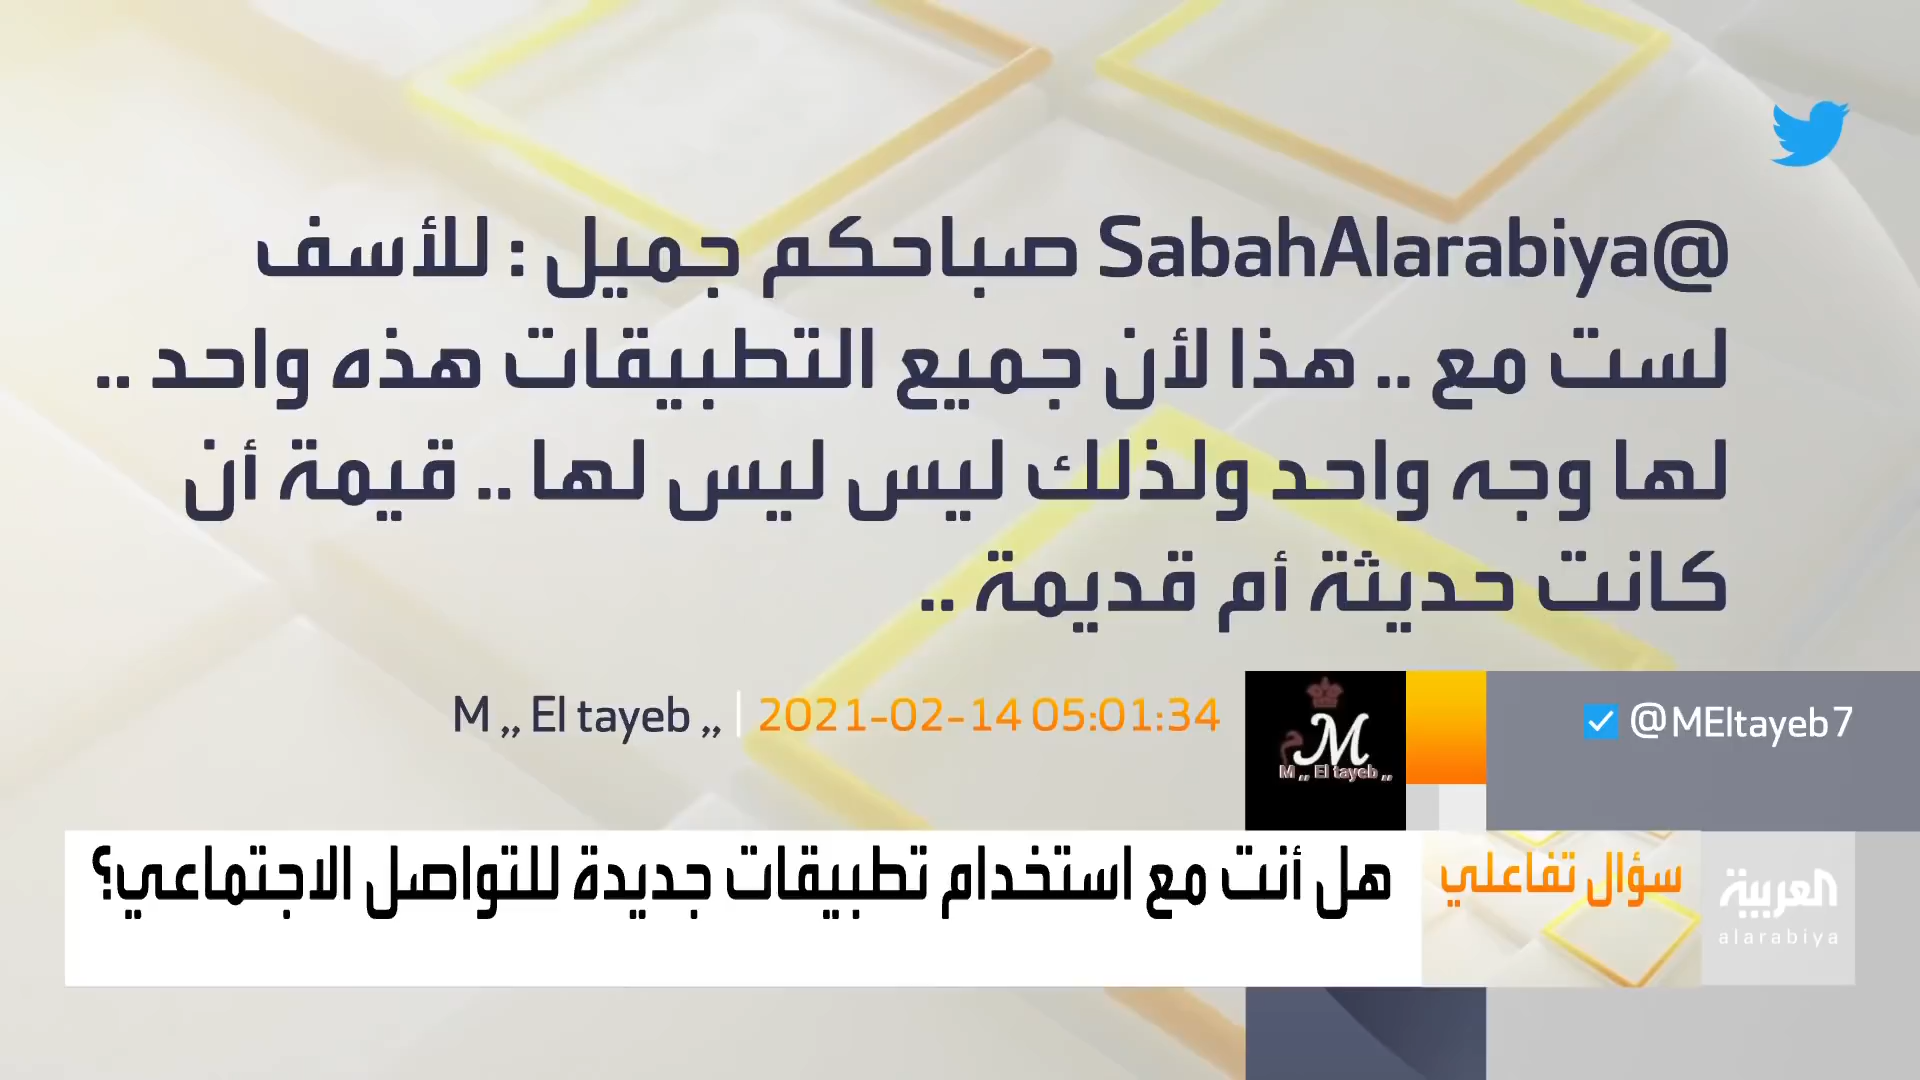 @SabahAlarabiya صباحكم جميل : للأسف
لست مع .. هذا لأن جميع التطبيقات هذه واحد ..
لها وجه واحد ولذلك ليس ليس لها .. قيمة أن
كانت حديثة أم قديمة ..
@MEltayeb7
M
م
M ,, El tayeb ,,
2021-02-14 05:01:34
M ,, El tayeb ,,
العربية
alarabiya
سؤال تفاعلي
هل أنت مع استخدام تطبيقات جديدة للتواصل الاجتماعي؟